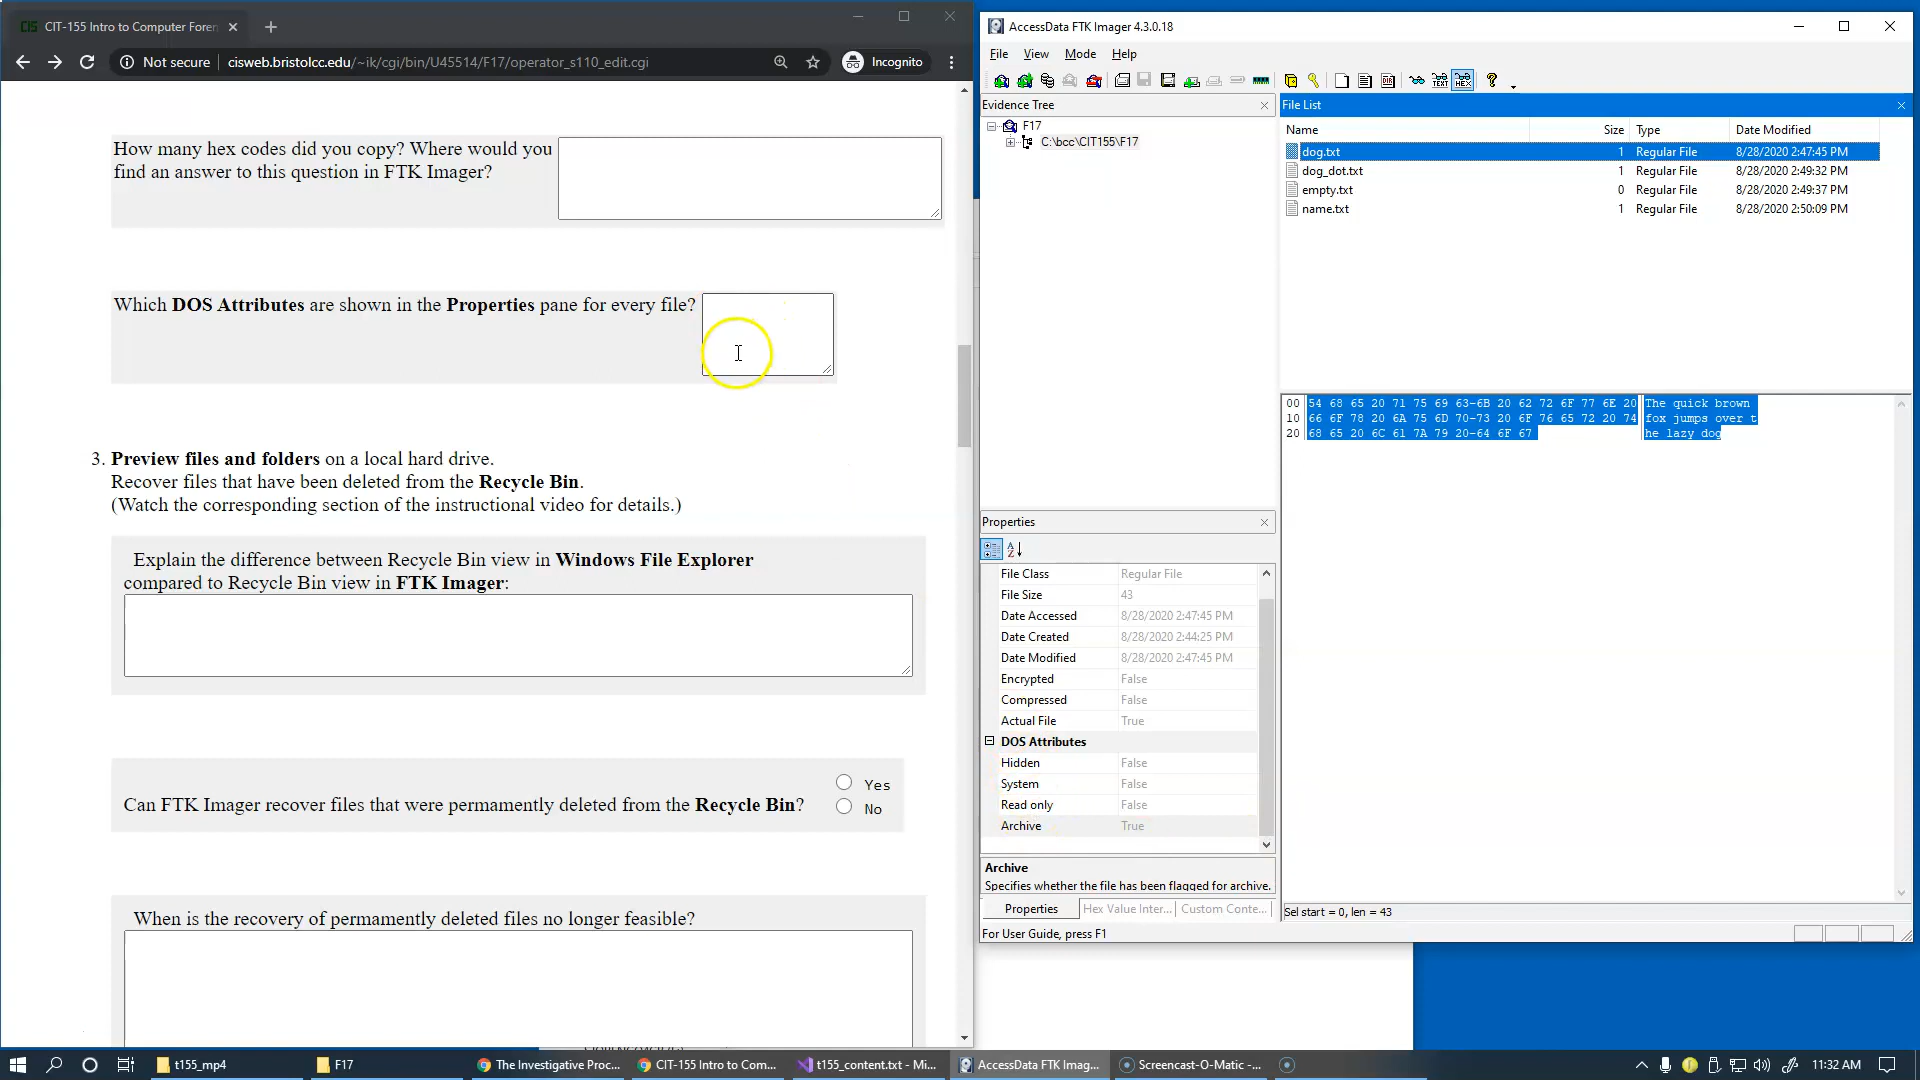 CIS CIT-155 Intro to Computer Foren
Not secure cisweb.bristolcc.edu/~ik/cgi/bin/U45514/F17/operator_s110_edit.cgi Incognito
How many hex codes did you copy? Where would you
find an answer to this question in FTK Imager?
Which DOS Attributes are shown in the Properties pane for every file?
3. Preview files and folders on a local hard drive.
Recover files that have been deleted from the Recycle Bin.
(Watch the corresponding section of the instructional video for details.)
Explain the difference between Recycle Bin view in Windows File Explorer
compared to Recycle Bin view in FTK Imager:
Can FTK Imager recover files that were permamently deleted from the Recycle Bin?
Yes
No
When is the recovery of permamently deleted files no longer feasible?
AccessData FTK Imager 4.3.0.18
File View Mode Help
Evidence Tree
F17
C:\bcc\CIT155\F17
File List
Name Size Type Date Modified
dog.txt 1 Regular File 8/28/2020 2:47:45 PM
dog_dot.txt 1 Regular File 8/28/2020 2:49:32 PM
empty.txt 0 Regular File 8/28/2020 2:49:37 PM
name.txt 1 Regular File 8/28/2020 2:50:09 PM
00 54 68 65 20 71 75 69 63-6B 20 62 72 6F 77 6E 20 The quick brown
10 66 6F 78 20 6A 75 6D 70-73 20 6F 76 65 72 20 74 fox jumps over t
20 68 65 20 6C 61 7A 79 20-64 6F 67 he lazy dog
Properties
File Class Regular File
File Size 43
Date Accessed 8/28/2020 2:47:45 PM
Date Created 8/28/2020 2:44:25 PM
Date Modified 8/28/2020 2:47:45 PM
Encrypted False
Compressed False
Actual File True
DOS Attributes
Hidden False
System False
Read only False
Archive True
Archive
Specifies whether the file has been flagged for archive.
Properties Hex Value Inter... Custom Conte...
Sel start = 0, len = 43
For User Guide, press F1
t155_mp4 F17 The Investigative Proc... CIT-155 Intro to Com... t155_content.txt - Mi... AccessData FTK Imag... Screencast-O-Matic -... 11:32 AM